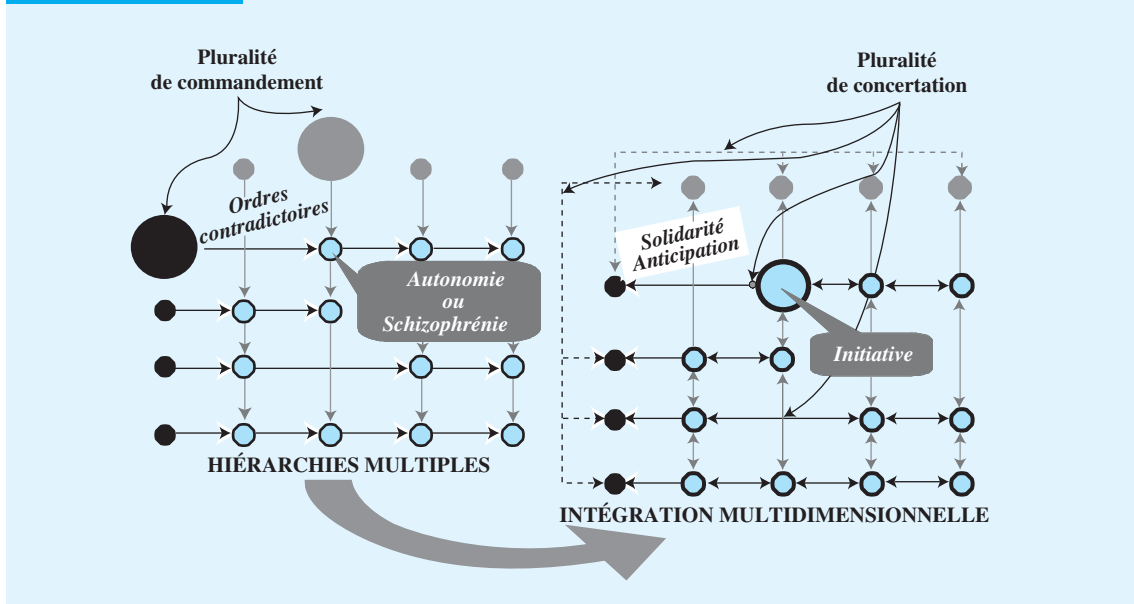 Pluralité
de commandement
Ordres
contradictoires
Autonomie
ou
Schizophrénie
HIÉRARCHIES MULTIPLES
Pluralité
de concertation
Solidarité
Anticipation
Initiative
INTÉGRATION MULTIDIMENSIONNELLE